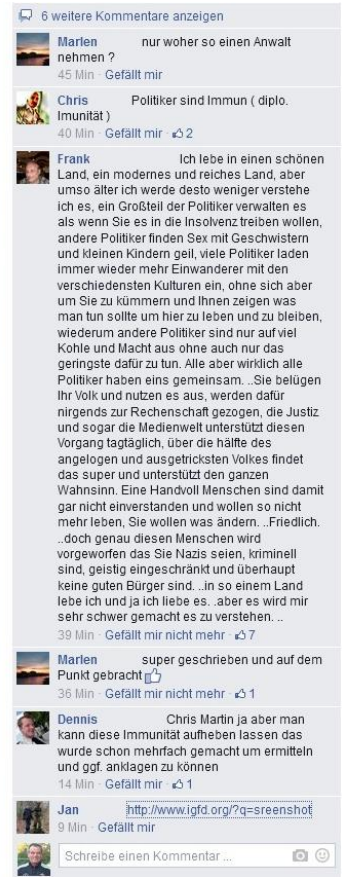 6 weitere Kommentare anzeigen
Marlen nur woher so einen Anwalt
nehmen ?
45 Min · Gefällt mir
Chris Politiker sind Immun ( diplo.
Imunität )
40 Min · Gefällt mir · 2
Frank Ich lebe in einen schönen
Land, ein modernes und reiches Land, aber
umso älter ich werde desto weniger verstehe
ich es, ein Großteil der Politiker verwalten es
als wenn Sie es in die Insolvenz treiben wollen,
andere Politiker finden Sex mit Geschwistern
und kleinen Kindern geil, viele Politiker laden
immer wieder mehr Einwanderer mit den
verschiedensten Kulturen ein, ohne sich aber
um Sie zu kümmern und Ihnen zeigen was
man tun sollte um hier zu leben und zu bleiben,
wiederum andere Politiker sind nur auf viel
Kohle und Macht aus ohne auch nur das
geringste dafür zu tun. Alle aber wirklich alle
Politiker haben eins gemeinsam. ..Sie belügen
Ihr Volk und nutzen es aus, werden dafür
nirgends zur Rechenschaft gezogen, die Justiz
und sogar die Medienwelt unterstützt diesen
Vorgang tagtäglich, über die hälfte des
angelogen und ausgetricksten Volkes findet
das super und unterstützt den ganzen
Wahnsinn. Eine Handvoll Menschen sind damit
gar nicht einverstanden und wollen so nicht
mehr leben, Sie wollen was ändern. ..Friedlich.
..doch genau diesen Menschen wird
vorgeworfen das Sie Nazis seien, kriminell
sind, geistig eingeschränkt und überhaupt
keine guten Bürger sind. ..in so einem Land
lebe ich und ja ich liebe es. .aber es wird mir
sehr schwer gemacht es zu verstehen. ..
39 Min · Gefällt mir nicht mehr · 7
Marlen super geschrieben und auf dem
Punkt gebracht
36 Min · Gefällt mir nicht mehr · 1
Dennis Chris Martin ja aber man
kann diese Immunität aufheben lassen das
wurde schon mehrfach gemacht um ermitteln
und ggf. anklagen zu können
14 Min · Gefällt mir · 1
Jan http://www.igfd.org/?q=sreenshot
9 Min · Gefällt mir
Schreibe einen Kommentar ...